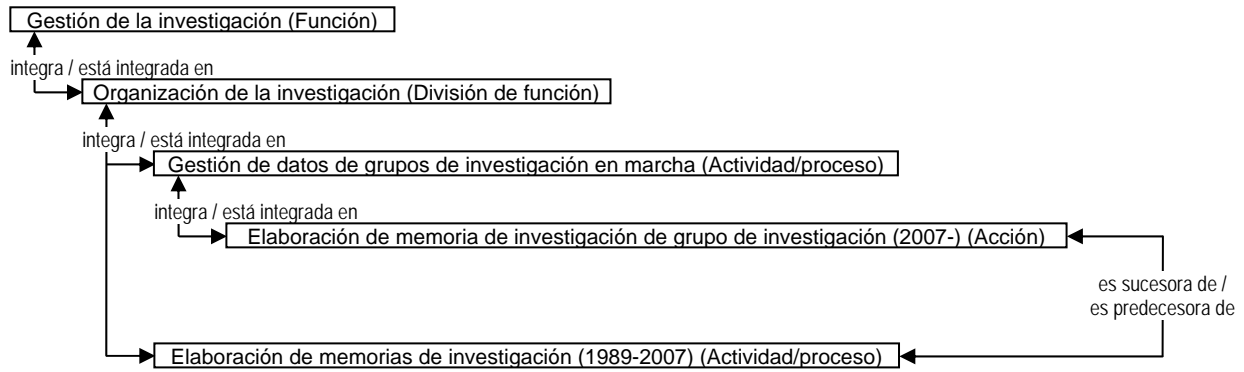 Gestión de la investigación (Función)
integra / está integrada en
Organización de la investigación (División de función)
integra / está integrada en
Gestión de datos de grupos de investigación en marcha (Actividad/proceso)
integra / está integrada en
Elaboración de memoria de investigación de grupo de investigación (2007-) (Acción)
es sucesora de /
es predecesora de
Elaboración de memorias de investigación (1989-2007) (Actividad/proceso)